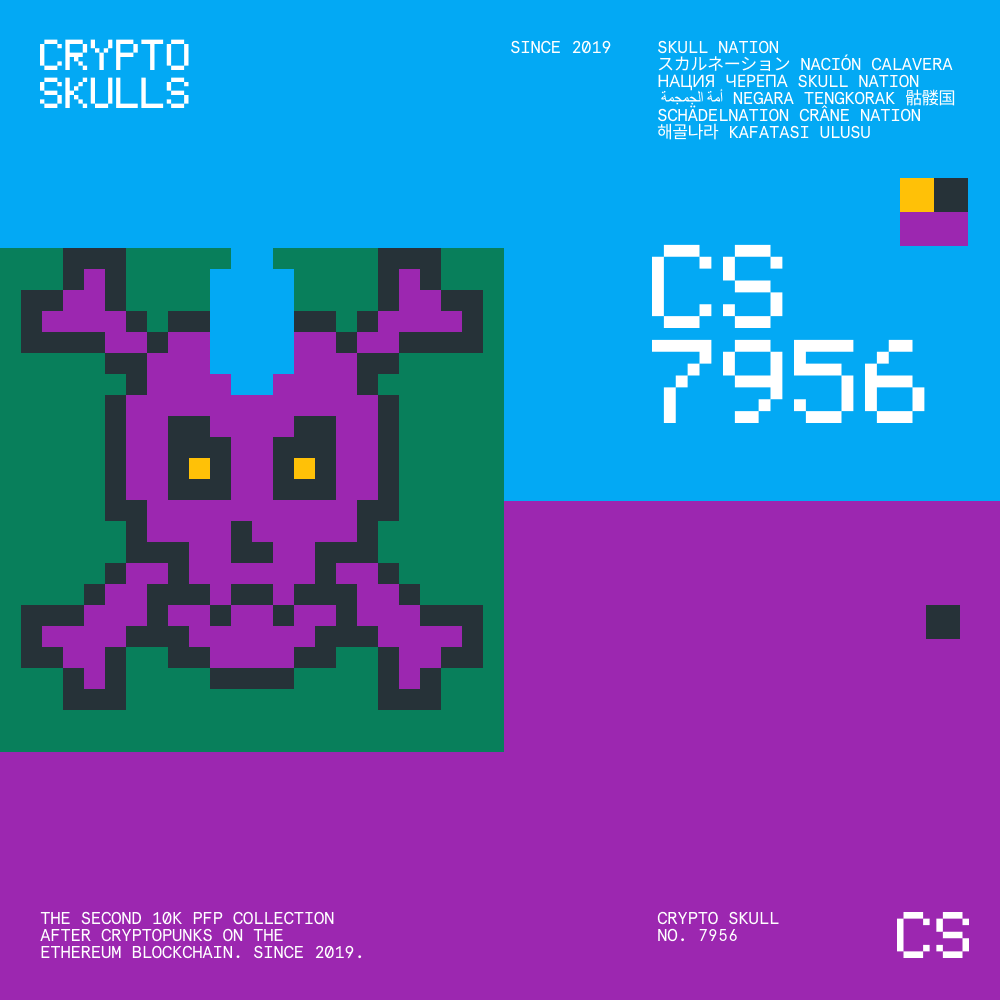 CRYPTO
SKULLS
SINCE 2019
SKULL NATION
スカルネーション NACIÓN CALAVERA
НАЦИЯ ЧЕРЕПА SKULL NATION
أمة الجمجمة NEGARA TENGKORAK 骷髅国
SCHÄDELNATION CRÂNE NATION
해골나라 KAFATASI ULUSU
CS
7956
THE SECOND 10K PFP COLLECTION
AFTER CRYPTOPUNKS ON THE
ETHEREUM BLOCKCHAIN. SINCE 2019.
CRYPTO SKULL
NO. 7956
CS